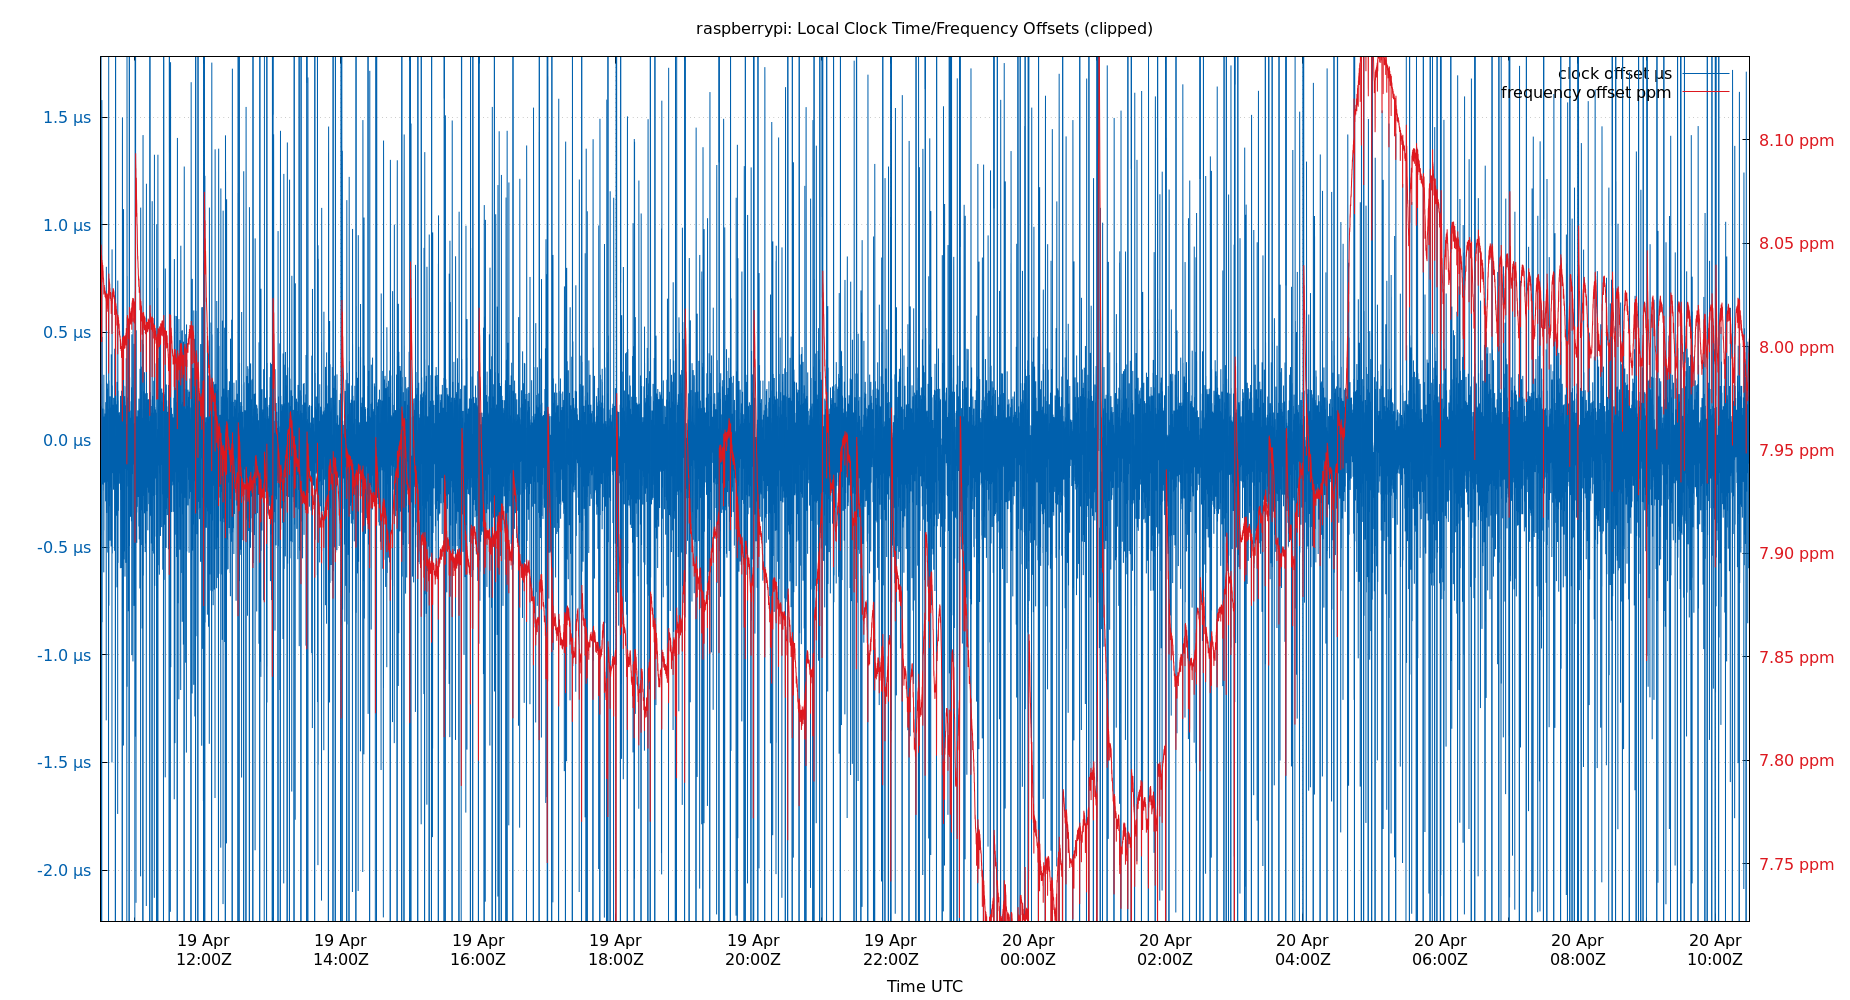 raspberrypi: Local Clock Time/Frequency Offsets (clipped)
clock offset µs
frequency offset ppm
1.5 µs
1.0 µs
0.5 µs
0.0 µs
-0.5 µs
-1.0 µs
-1.5 µs
-2.0 µs
8.10 ppm
8.05 ppm
8.00 ppm
7.95 ppm
7.90 ppm
7.85 ppm
7.80 ppm
7.75 ppm
19 Apr 19 Apr 19 Apr 19 Apr 19 Apr 19 Apr 20 Apr 20 Apr 20 Apr 20 Apr 20 Apr 20 Apr
12:00Z 14:00Z 16:00Z 18:00Z 20:00Z 22:00Z 00:00Z 02:00Z 04:00Z 06:00Z 08:00Z 10:00Z
Time UTC